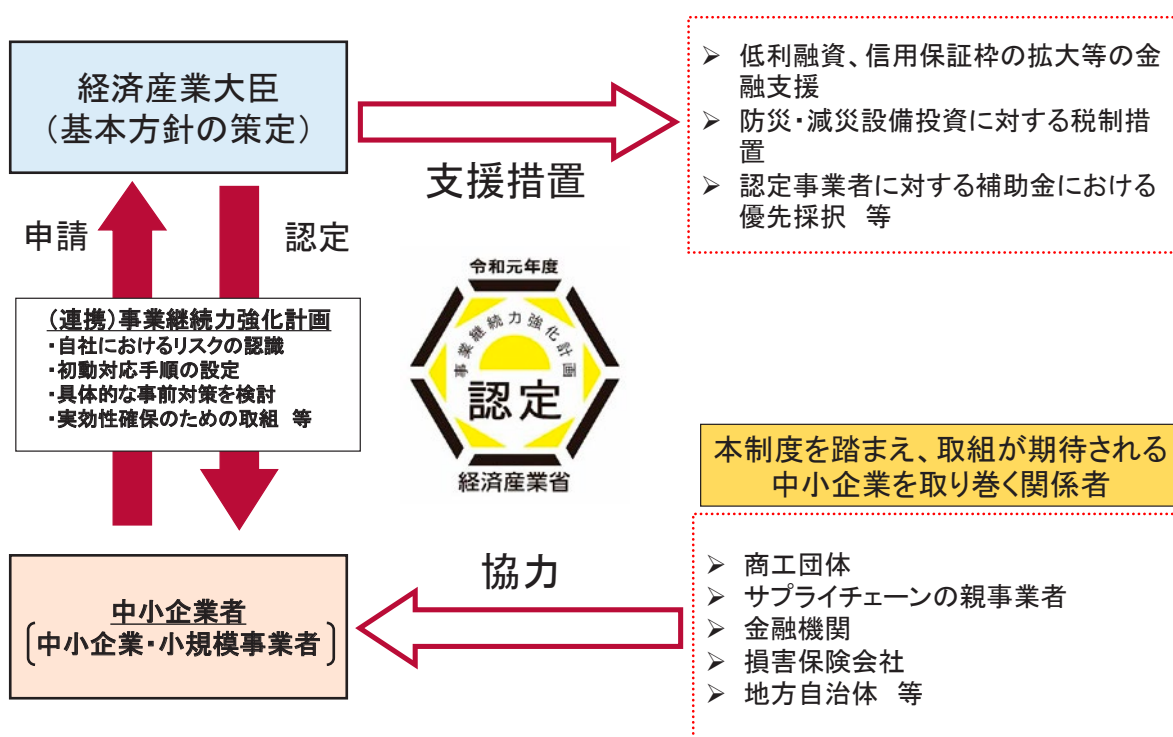 経済産業大臣
（基本方針の策定）
支援措置
➢ 低利融資、信用保証枠の拡大等の金
融支援
➢ 防災・減災設備投資に対する税制措
置
➢ 認定事業者に対する補助金における
優先採択　等
申請
認定
（連携）事業継続力強化計画
・自社におけるリスクの認識
・初動対応手順の設定
・具体的な事前対策を検討
・実効性確保のための取組　等
令和元年度
事業継続力強化計画
認定
経済産業省
本制度を踏まえ、取組が期待される
中小企業を取り巻く関係者
➢ 商工団体
➢ サプライチェーンの親事業者
➢ 金融機関
➢ 損害保険会社
➢ 地方自治体　等
協力
中小企業者
〔中小企業・小規模事業者〕